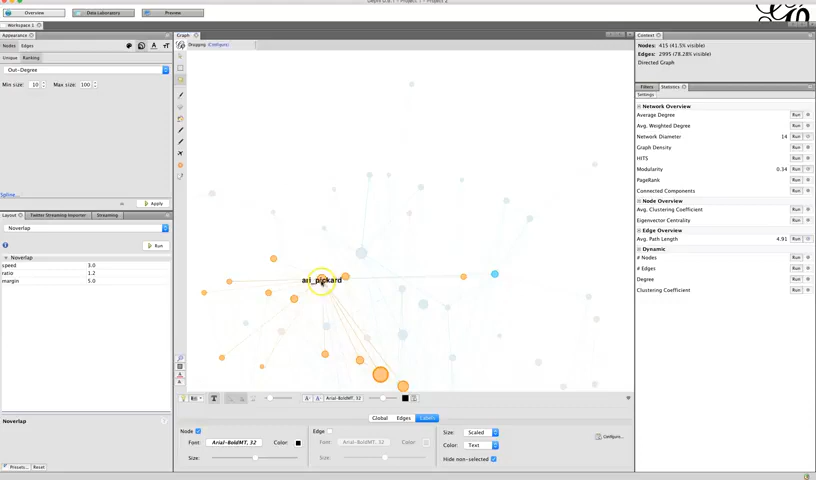 Overview Data Laboratory Preview
Workspace 1
Appearance
Nodes Edges
Unique Ranking
Out-Degree
Min size: 10 Max size: 100
Spline...
Apply
Layout Twitter Streaming Importer Streaming
Noverlap
Run
Noverlap
speed 3.0
ratio 1.2
margin 5.0
Noverlap
Presets... Reset
Graph
Dragging (Configure)
ari_pickard
Arial-BoldMT, 32
Global Edges Labels
Node Edge Size: Scaled
Font: Arial-BoldMT, 32 Color: Font: Arial-BoldMT, 32 Color: Color: Text
Size: Size: Hide non-selected
Configure...
Context
Nodes: 415 (41.5% visible)
Edges: 2995 (78.28% visible)
Directed Graph
Filters Statistics
Settings
Network Overview
Average Degree Run
Avg. Weighted Degree Run
Network Diameter 14 Run
Graph Density Run
HITS Run
Modularity 0.34 Run
PageRank Run
Connected Components Run
Node Overview
Avg. Clustering Coefficient Run
Eigenvector Centrality Run
Edge Overview
Avg. Path Length 4.91 Run
Dynamic
# Nodes Run
# Edges Run
Degree Run
Clustering Coefficient Run